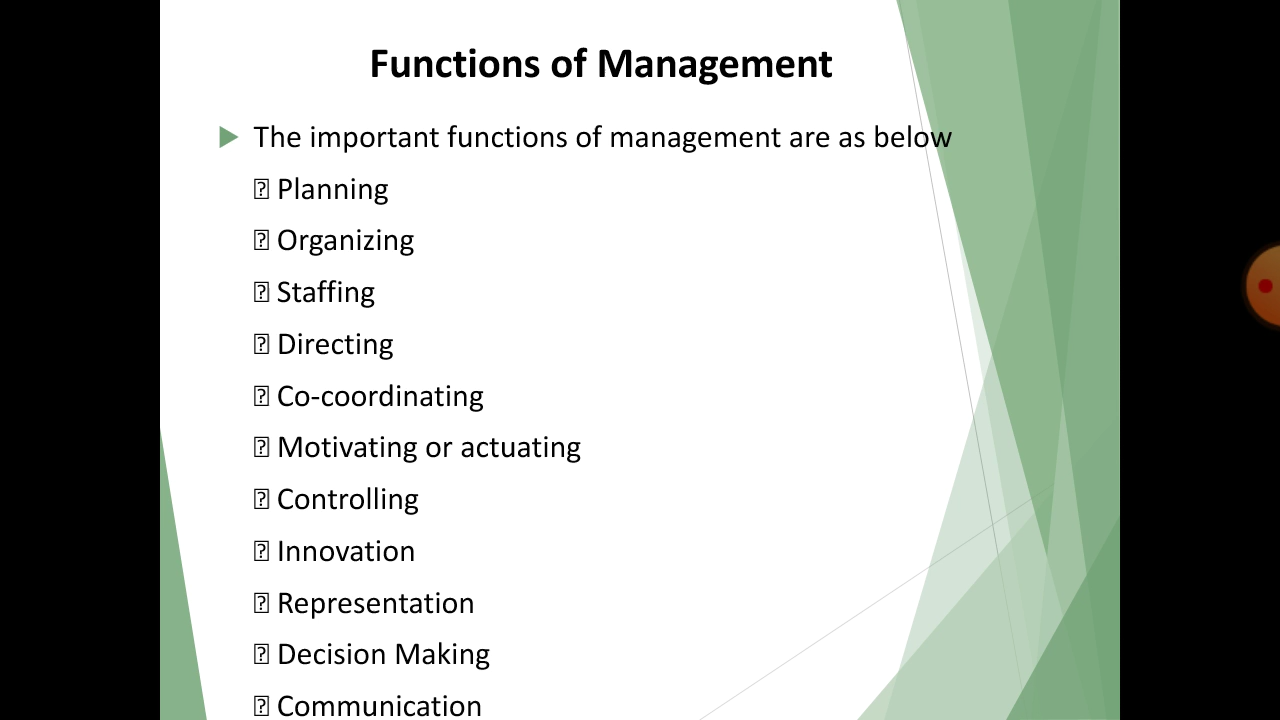 Functions of Management
The important functions of management are as below
Planning
Organizing
Staffing
Directing
Co-coordinating
Motivating or actuating
Controlling
Innovation
Representation
Decision Making
Communication